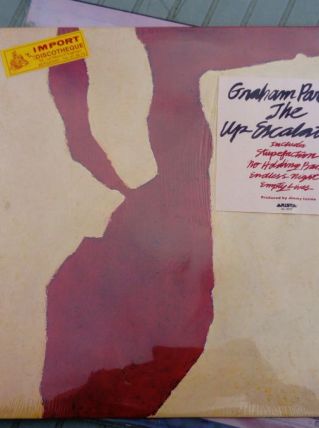 IMPORT
DISCOTHEQUE
Graham Par
The
Up Escalat
Includes
Stupefaction
No Holding Back
Endless Night
Empty Lives
Produced by Jimmy Iovine
ARISTA